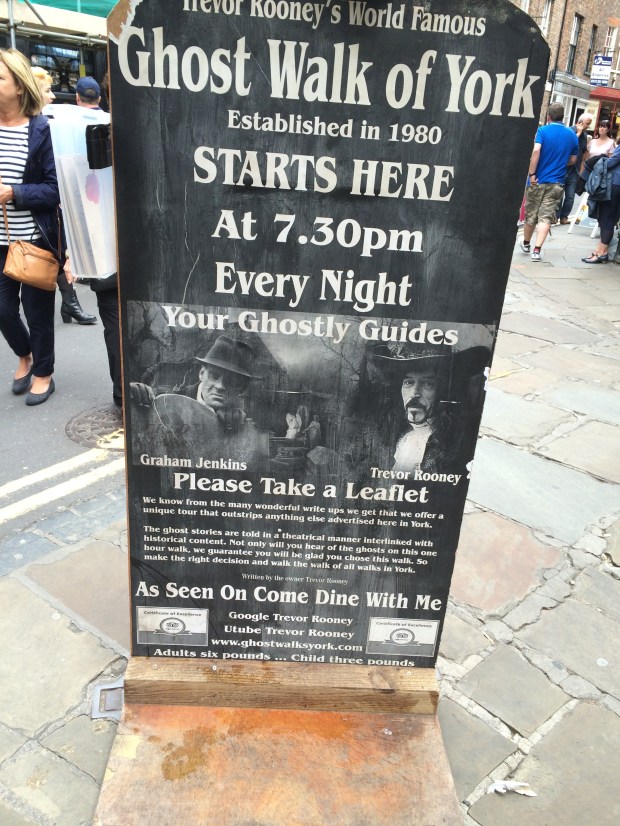 Trevor Rooney's World Famous
Ghost Walk of York
Established in 1980
STARTS HERE
At 7.30pm
Every Night
Your Ghostly Guides
Graham Jenkins
Trevor Rooney
Please Take a Leaflet
We know from the many wonderful write ups we get that we offer a
unique tour that outstrips anything else advertised here in York.
The ghost stories are told in a theatrical manner interlinked with
historical content. Not only will you hear of the ghosts on this one
hour walk, we guarantee you will be glad you chose this walk. So
make the right decision and walk the walk of all walks in York.
Written by the owner Trevor Rooney
As Seen On Come Dine With Me
Certificate of Excellence
Google Trevor Rooney
Utube Trevor Rooney
www.ghostwalksyork.com
Certificate of Excellence
Adults six pounds ... Child three pounds